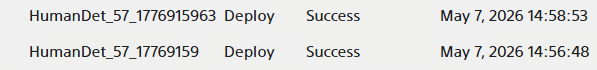 HumanDet_57_1776915963 Deploy Success May 7, 2026 14:58:53
HumanDet_57_17769159 Deploy Success May 7, 2026 14:56:48